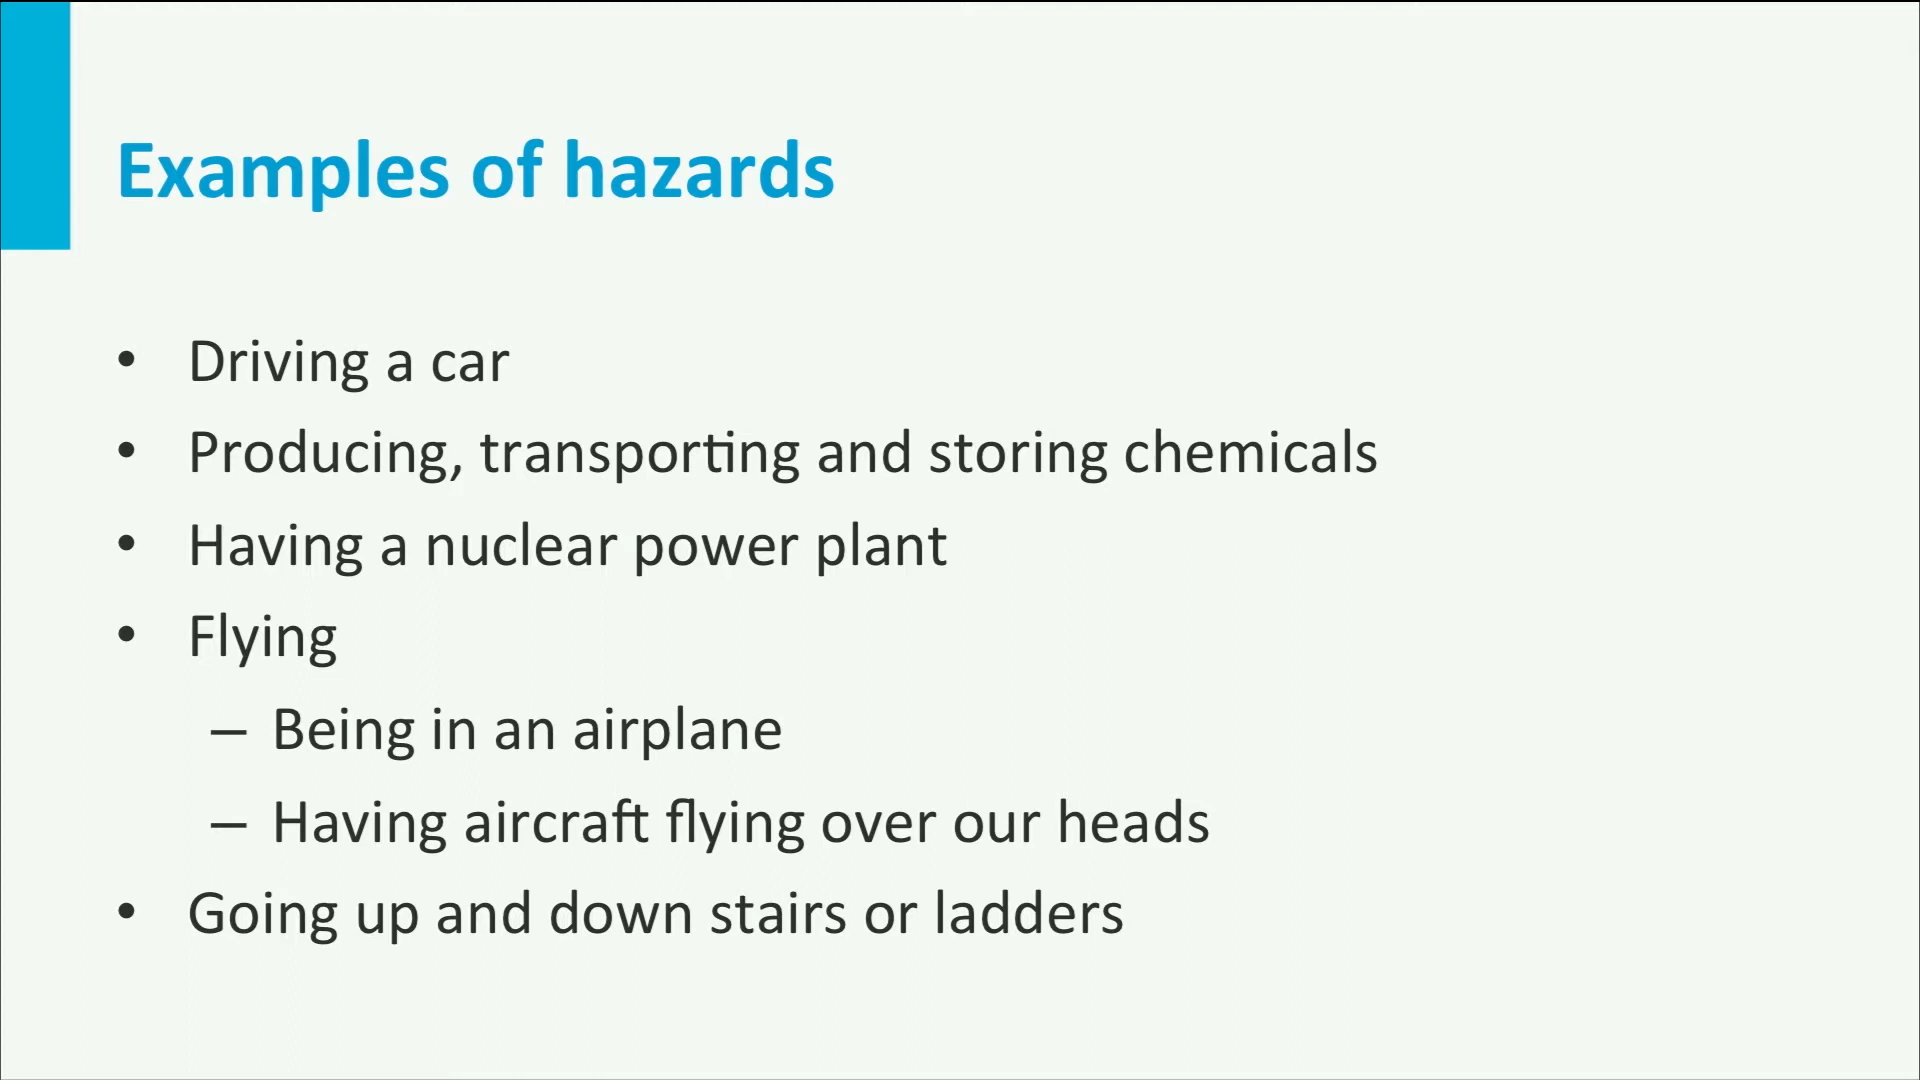 Examples of hazards
• Driving a car
• Producing, transporting and storing chemicals
• Having a nuclear power plant
• Flying
– Being in an airplane
– Having aircraft flying over our heads
• Going up and down stairs or ladders